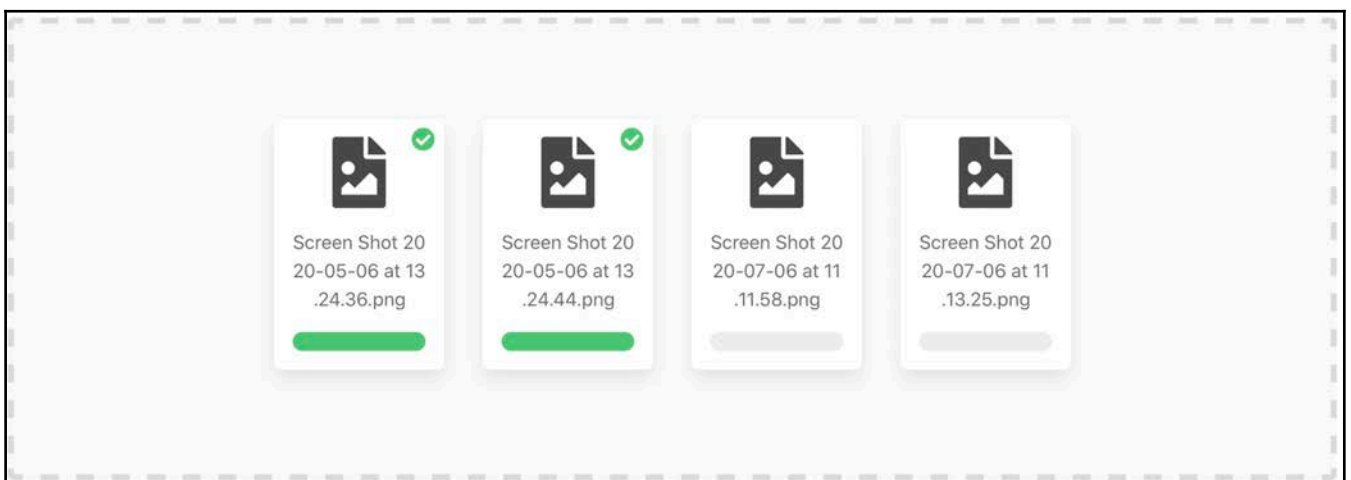 Screen Shot 20
20-05-06 at 13
.24.36.png
Screen Shot 20
20-05-06 at 13
.24.44.png
Screen Shot 20
20-07-06 at 11
.11.58.png
Screen Shot 20
20-07-06 at 11
.13.25.png